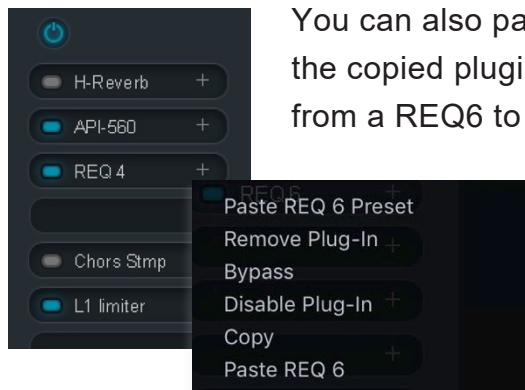 You can also pa
the copied plugi
from a REQ6 to
H-Reverb +
API-560 +
REQ 4 +
Chors Stmp
L1 limiter
REQ 6 +
Paste REQ 6 Preset
Remove Plug-In +
Bypass
Disable Plug-In +
Copy
Paste REQ 6 +